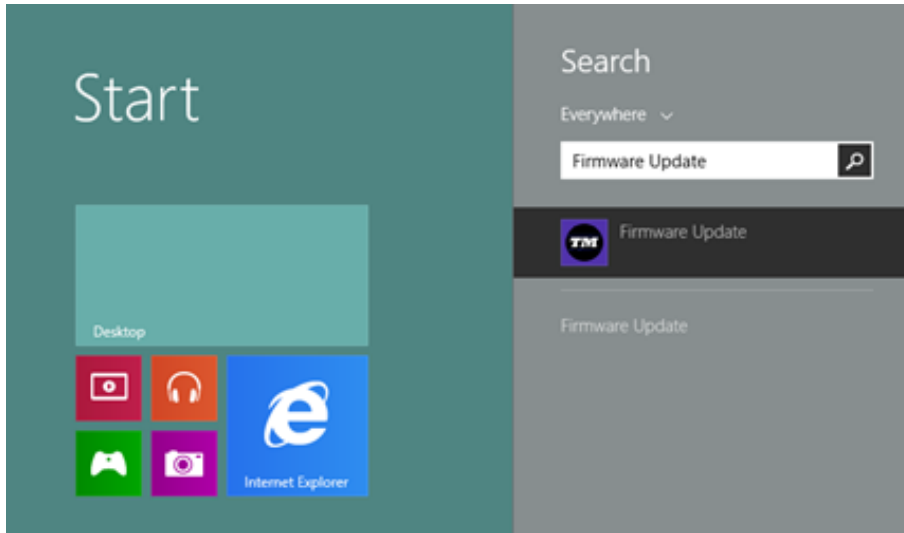 Start
Desktop
Internet Explorer
Search
Everywhere
Firmware Update
TM
Firmware Update
Firmware Update